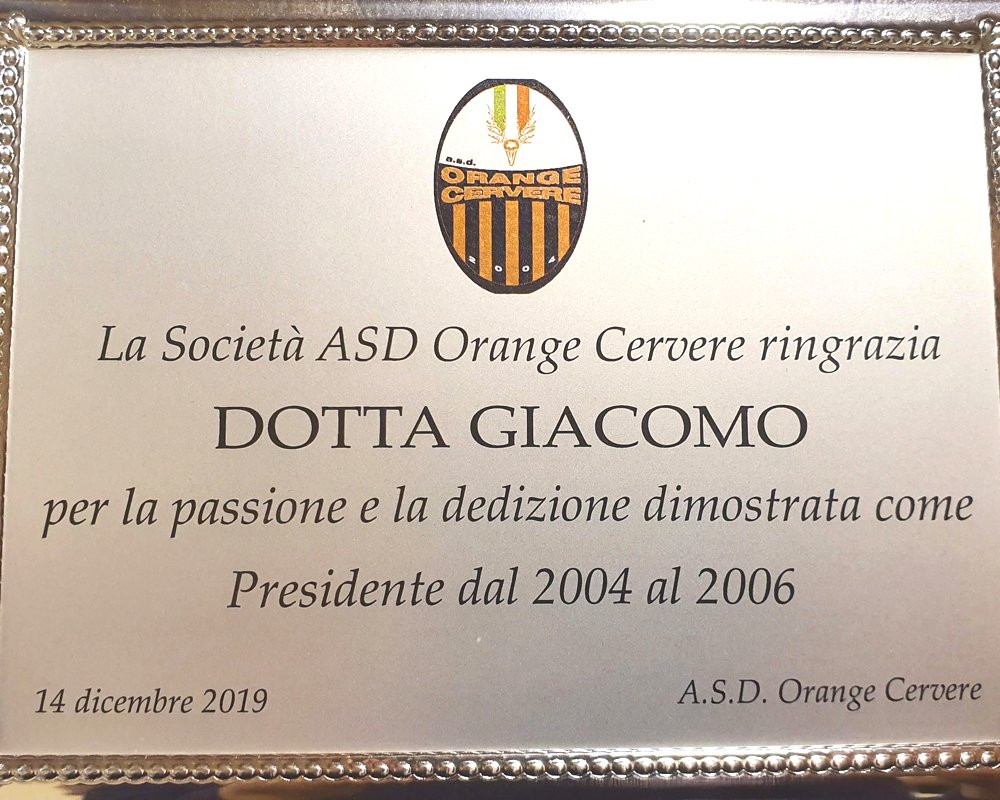 a.s.d.
ORANGE
CERVERE
2004
La Società ASD Orange Cervere ringrazia
DOTTA GIACOMO
per la passione e la dedizione dimostrata come
Presidente dal 2004 al 2006
14 dicembre 2019
A.S.D. Orange Cervere